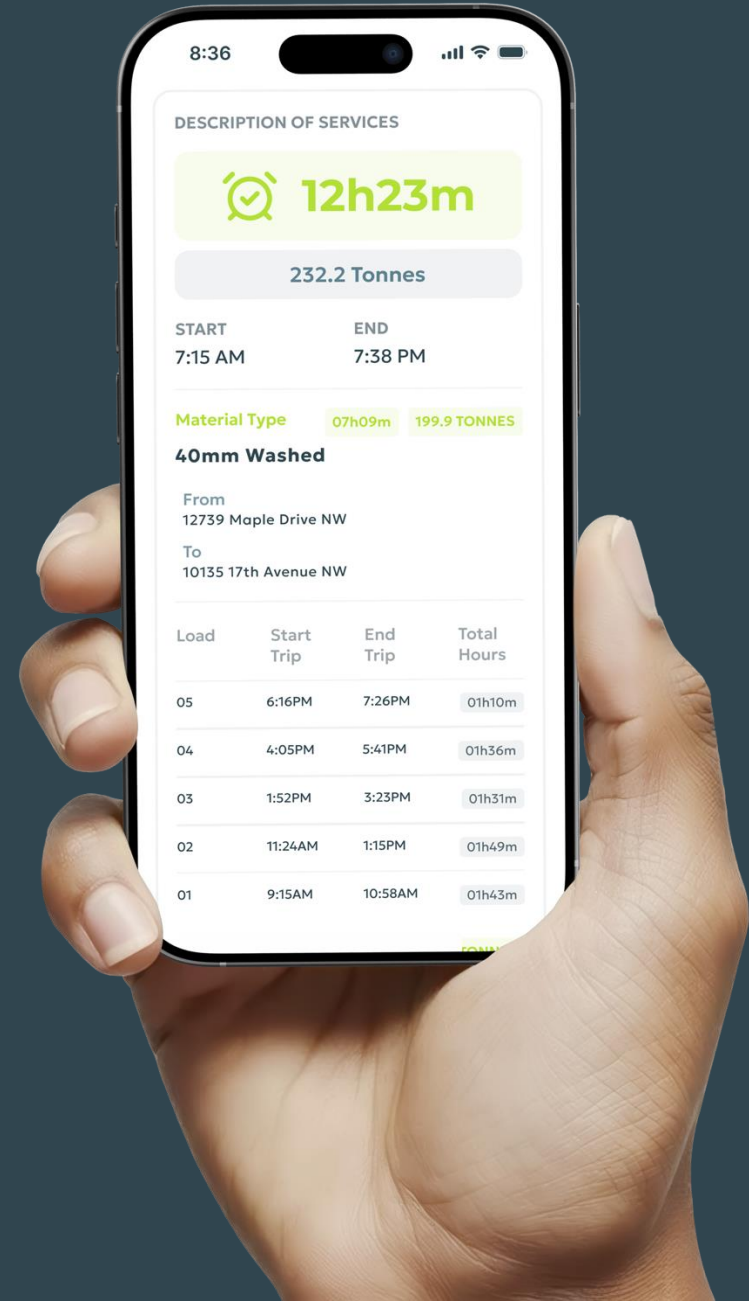 8:36
DESCRIPTION OF SERVICES
12h23m
232.2 Tonnes
START END
7:15 AM 7:38 PM
Material Type 07h09m 199.9 TONNES
40mm Washed
From
12739 Maple Drive NW
To
10135 17th Avenue NW
Load Start Trip End Trip Total Hours
05 6:16PM 7:26PM 01h10m
04 4:05PM 5:41PM 01h36m
03 1:52PM 3:23PM 01h31m
02 11:24AM 1:15PM 01h49m
01 9:15AM 10:58AM 01h43m